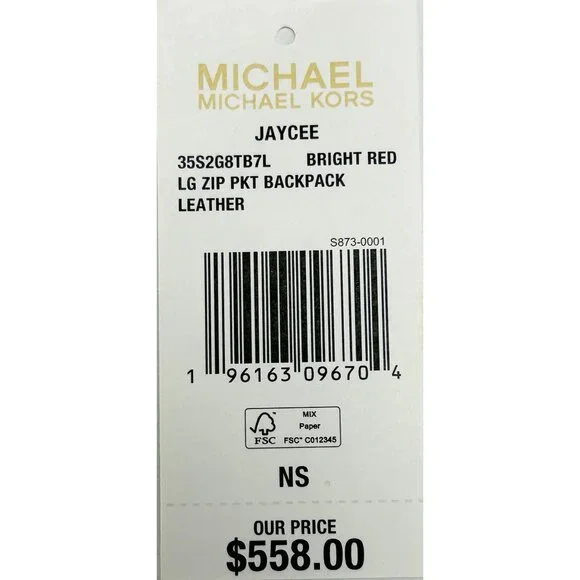 MICHAEL
MICHAEL KORS
JAYCEE
35S2G8TB7L BRIGHT RED
LG ZIP PKT BACKPACK
LEATHER
S873-0001
1 96163 09670 4
MIX
Paper
FSC FSC™ C012345
NS
OUR PRICE
$558.00